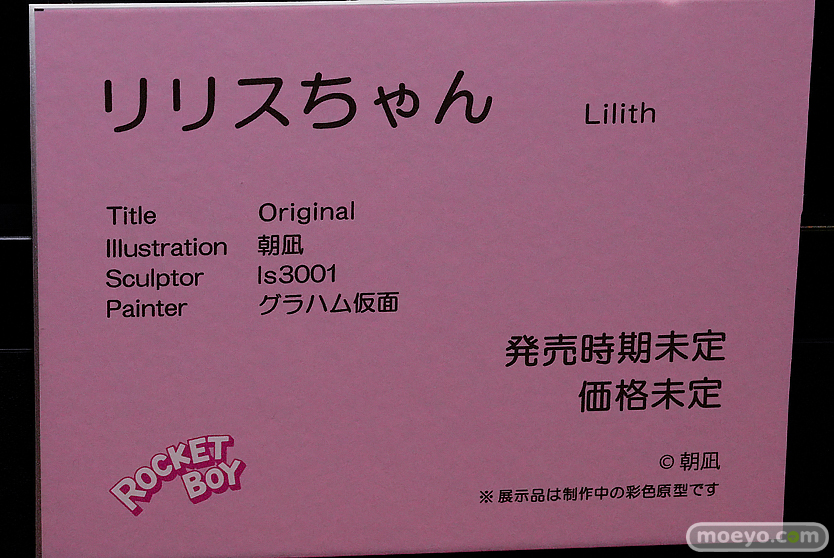 リリスちゃん Lilith
Title Original
Illustration 朝凪
Sculptor ls3001
Painter グラハム仮面
発売時期未定
価格未定
ROCKET
BOY
© 朝凪
※展示品は制作中の彩色原型です
moeyo.com